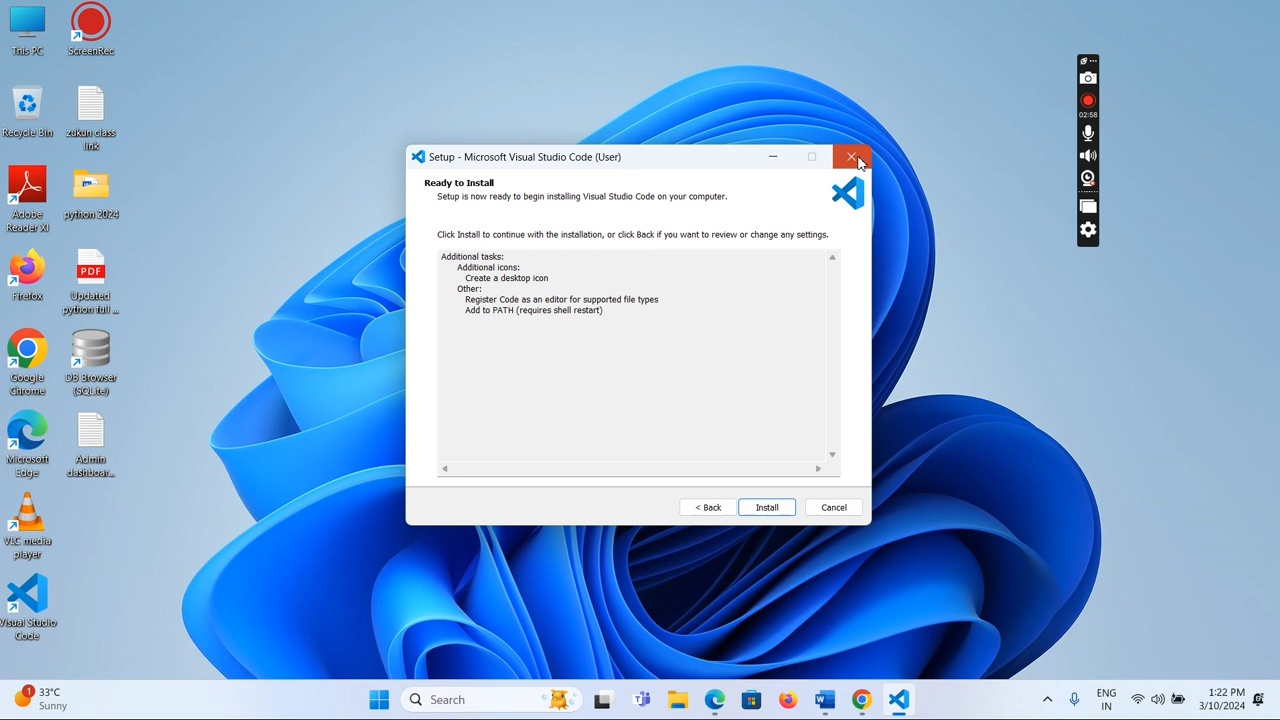 This PC
ScreenRec
Recycle Bin
zukun class
link
Adobe
Reader XI
python 2024
Firefox
PDF
Updated
python full ...
Google
Chrome
DB Browser
(SQLite)
Microsoft
Edge
Admin
dashboar...
VLC media
player
Visual Studio
Code
Setup - Microsoft Visual Studio Code (User)
Ready to Install
Setup is now ready to begin installing Visual Studio Code on your computer.
Click Install to continue with the installation, or click Back if you want to review or change any settings.
Additional tasks:
Additional icons:
Create a desktop icon
Other:
Register Code as an editor for supported file types
Add to PATH (requires shell restart)
< Back
Install
Cancel
02:58
1
33°C
Sunny
Search
ENG
IN
1:22 PM
3/10/2024